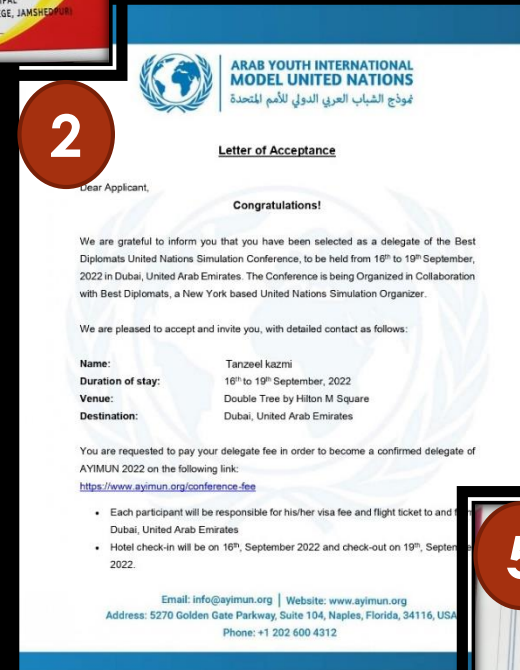 PAL
EGE, JAMSHEDPUR)
2
ARAB YOUTH INTERNATIONAL
MODEL UNITED NATIONS
نموذج الشباب العربي الدولي للأمم المتحدة
Letter of Acceptance
Dear Applicant,
Congratulations!
We are grateful to inform you that you have been selected as a delegate of the Best
Diplomats United Nations Simulation Conference, to be held from 16th to 19th September,
2022 in Dubai, United Arab Emirates. The Conference is being Organized in Collaboration
with Best Diplomats, a New York based United Nations Simulation Organizer.
We are pleased to accept and invite you, with detailed contact as follows:
Name: Tanzeel kazmi
Duration of stay: 16th to 19th September, 2022
Venue: Double Tree by Hilton M Square
Destination: Dubai, United Arab Emirates
You are requested to pay your delegate fee in order to become a confirmed delegate of
AYIMUN 2022 on the following link:
https://www.ayimun.org/conference-fee
• Each participant will be responsible for his/her visa fee and flight ticket to and
Dubai, United Arab Emirates
• Hotel check-in will be on 16th, September 2022 and check-out on 19th, Septe
2022.
5
Email: info@ayimun.org | Website: www.ayimun.org
Address: 5270 Golden Gate Parkway, Suite 104, Naples, Florida, 34116, USA
Phone: +1 202 600 4312